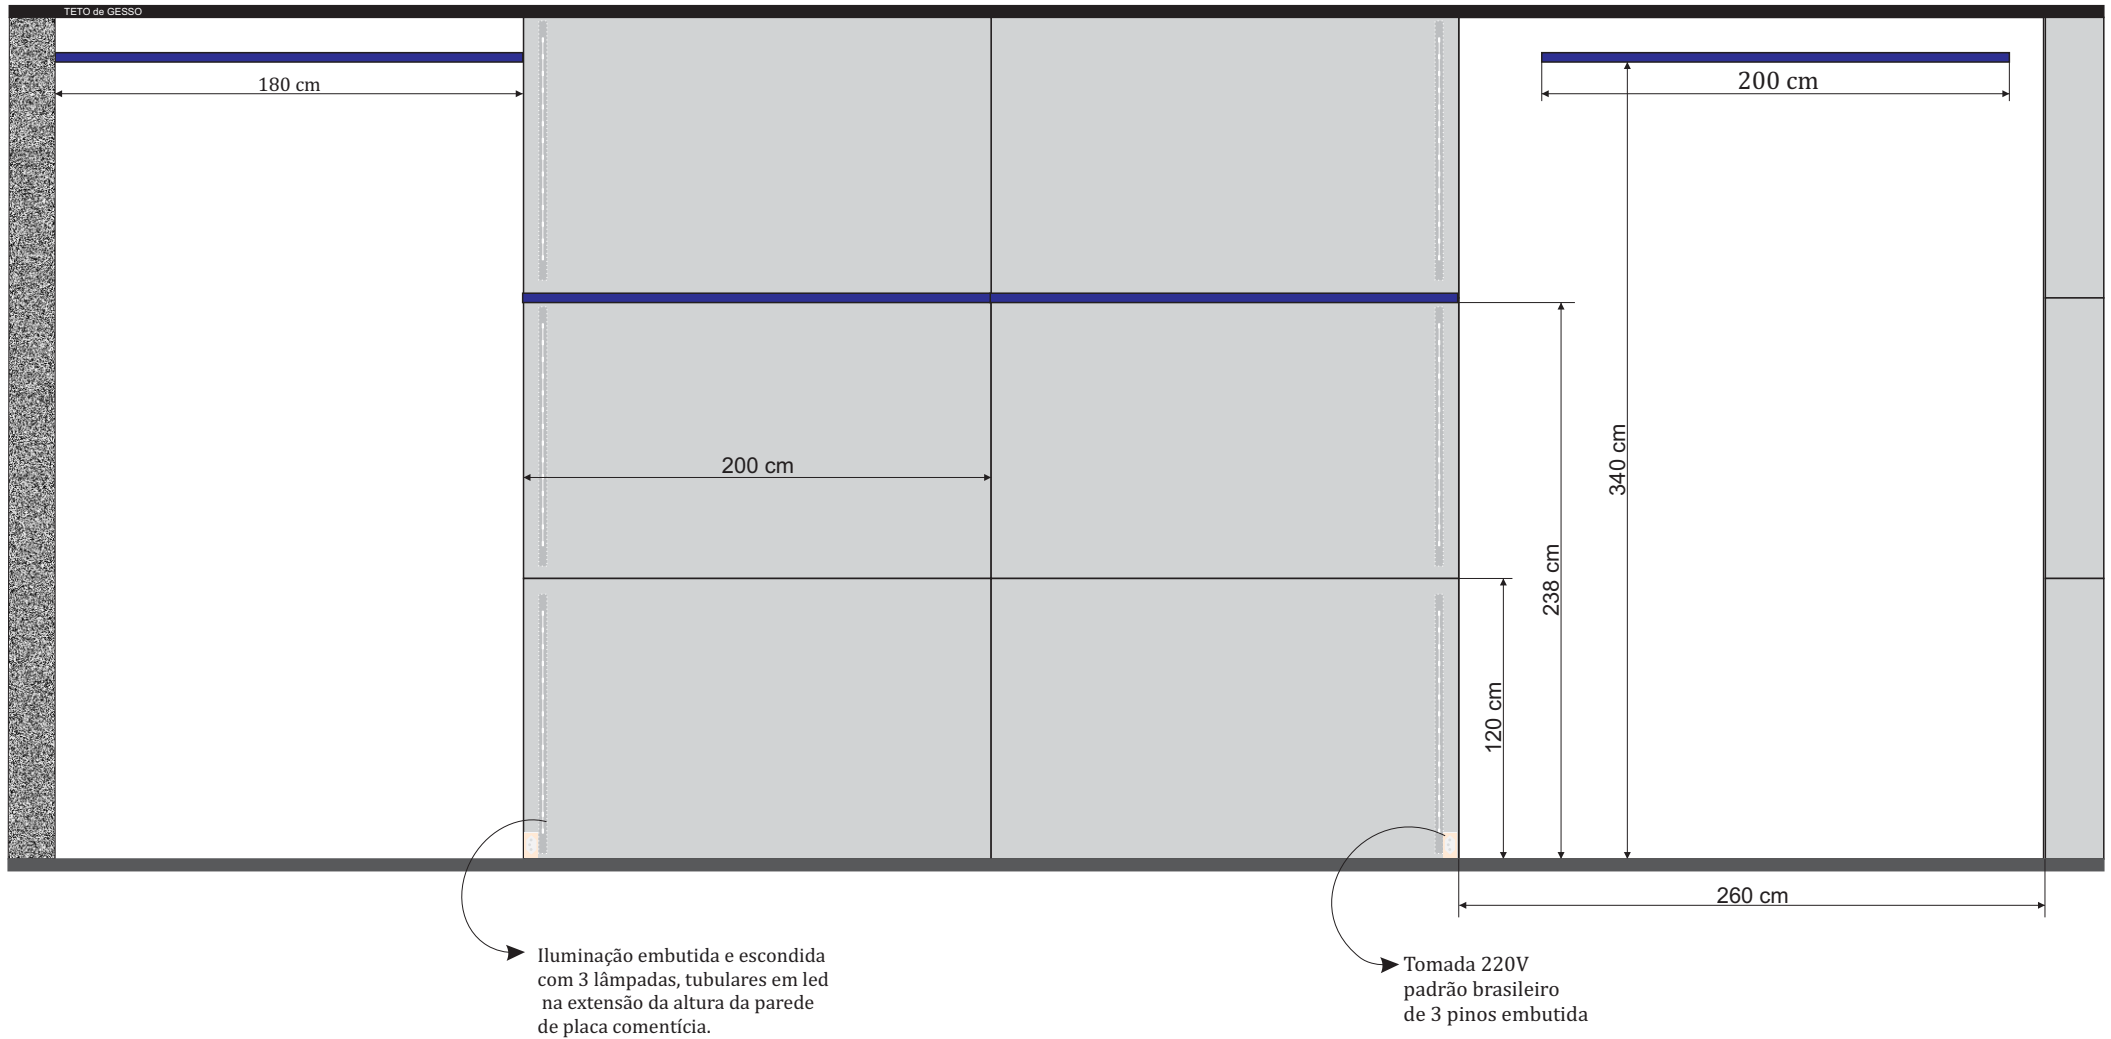 TETO de GESSO
180 cm
200 cm
200 cm
340 cm
238 cm
120 cm
260 cm
Iluminação embutida e escondida
com 3 lâmpadas, tubulares em led
na extensão da altura da parede
de placa comentícia.
Tomada 220V
padrão brasileiro
de 3 pinos embutida